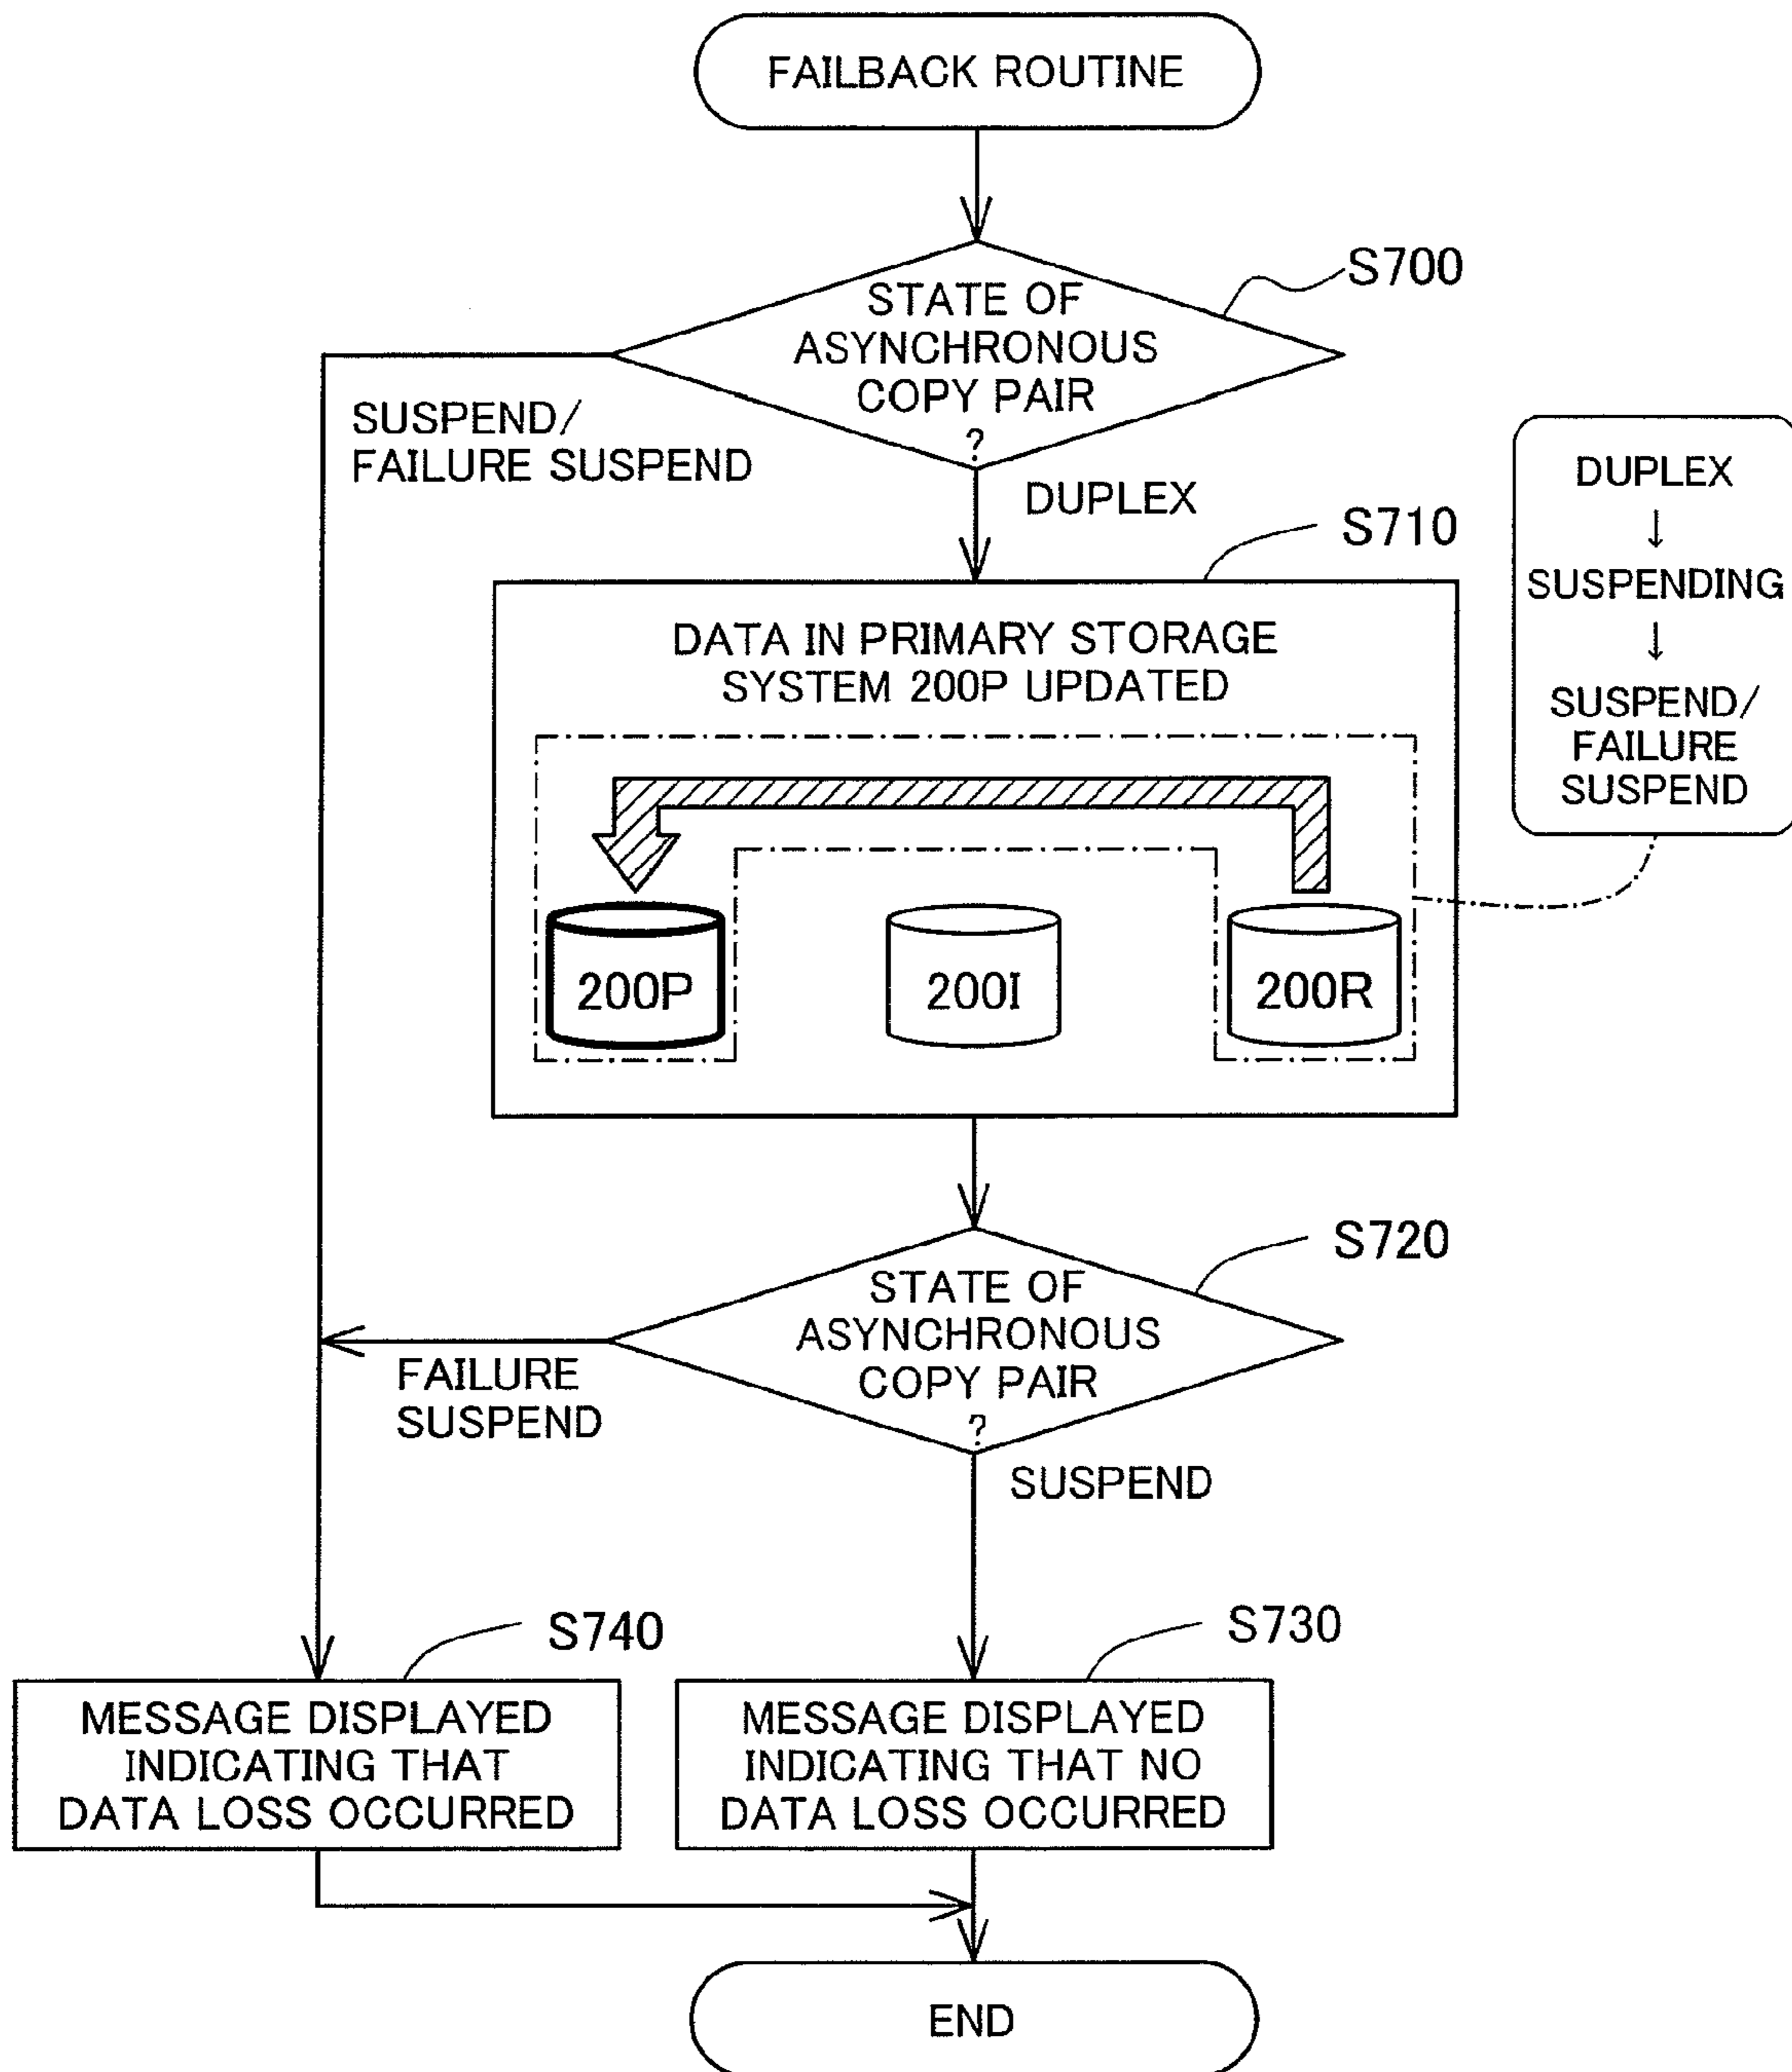 FAILBACK ROUTINE
S700
STATE OF
ASYNCHRONOUS
COPY PAIR
?
SUSPEND/
FAILURE SUSPEND
DUPLEX
S710
DATA IN PRIMARY STORAGE
SYSTEM 200P UPDATED
200P
200I
200R
DUPLEX
↓
SUSPENDING
↓
SUSPEND/
FAILURE
SUSPEND
S720
STATE OF
ASYNCHRONOUS
COPY PAIR
?
FAILURE
SUSPEND
SUSPEND
S740
MESSAGE DISPLAYED
INDICATING THAT
DATA LOSS OCCURRED
S730
MESSAGE DISPLAYED
INDICATING THAT NO
DATA LOSS OCCURRED
END